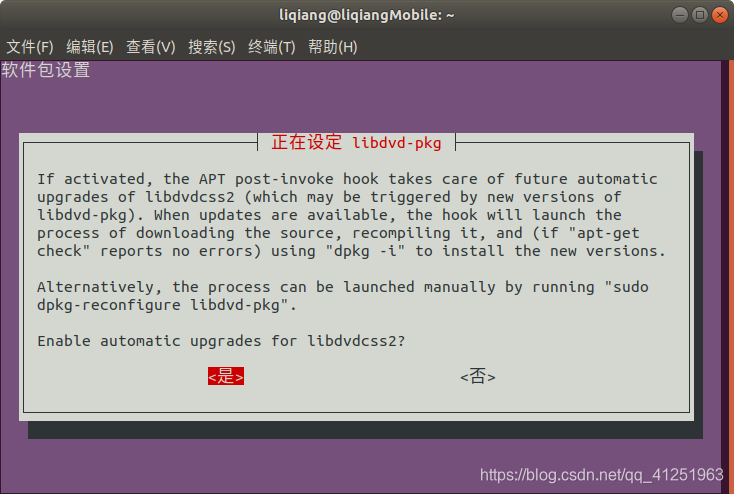 liqiang@liqiangMobile: ~
文件(F) 编辑(E) 查看(V) 搜索(S) 终端(T) 帮助(H)
软件包设置
正在设定 libdvd-pkg
If activated, the APT post-invoke hook takes care of future automatic
upgrades of libdvdcss2 (which may be triggered by new versions of
libdvd-pkg). When updates are available, the hook will launch the
process of downloading the source, recompiling it, and (if "apt-get
check" reports no errors) using "dpkg -i" to install the new versions.
Alternatively, the process can be launched manually by running "sudo
dpkg-reconfigure libdvd-pkg".
Enable automatic upgrades for libdvdcss2?
<是> <否>
https://blog.csdn.net/qq_41251963